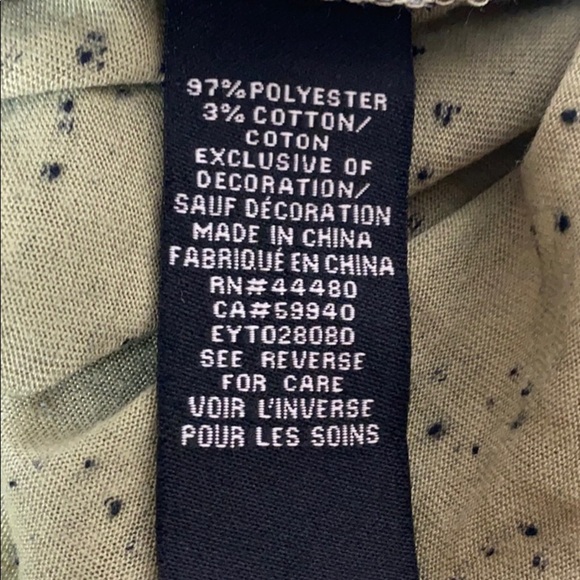 97% POLYESTER
3% COTTON/
COTON
EXCLUSIVE OF
DECORATION/
SAUF DÉCORATION
MADE IN CHINA
FABRIQUÉ EN CHINA
RN#44480
CA#59940
EYT02808D
SEE REVERSE
FOR CARE
VOIR L'INVERSE
POUR LES SOINS